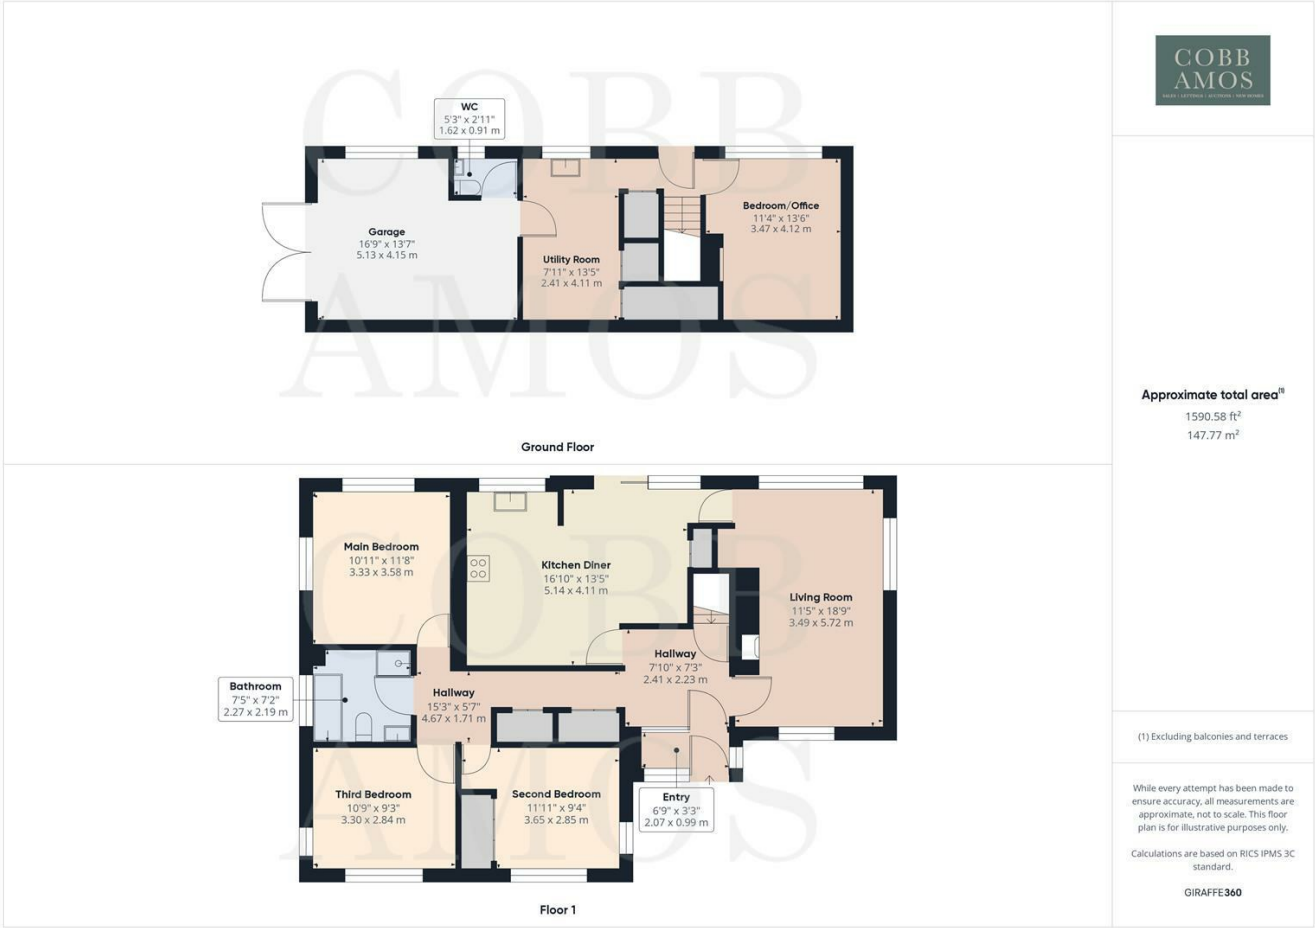 COBB
AMOS
SALES | LETTINGS | AUCTIONS | NEW HOMES
COBB
AMOS
WC
5'3" x 2'11"
1.62 x 0.91 m
Garage
16'9" x 13'7"
5.13 x 4.15 m
Utility Room
7'11" x 13'5"
2.41 x 4.11 m
Bedroom/Office
11'4" x 13'6"
3.47 x 4.12 m
Ground Floor
Approximate total area(1)
1590.58 ft²
147.77 m²
COBB
AMOS
Main Bedroom
10'11" x 11'8"
3.33 x 3.58 m
Kitchen Diner
16'10" x 13'5"
5.14 x 4.11 m
Living Room
11'5" x 18'9"
3.49 x 5.72 m
Hallway
7'10" x 7'3"
2.41 x 2.23 m
Bathroom
7'5" x 7'2"
2.27 x 2.19 m
Hallway
15'3" x 5'7"
4.67 x 1.71 m
Third Bedroom
10'9" x 9'3"
3.30 x 2.84 m
Second Bedroom
11'11" x 9'4"
3.65 x 2.85 m
Entry
6'9" x 3'3"
2.07 x 0.99 m
Floor 1
(1) Excluding balconies and terraces
While every attempt has been made to
ensure accuracy, all measurements are
approximate, not to scale. This floor
plan is for illustrative purposes only.
Calculations are based on RICS IPMS 3C
standard.
GIRAFFE360